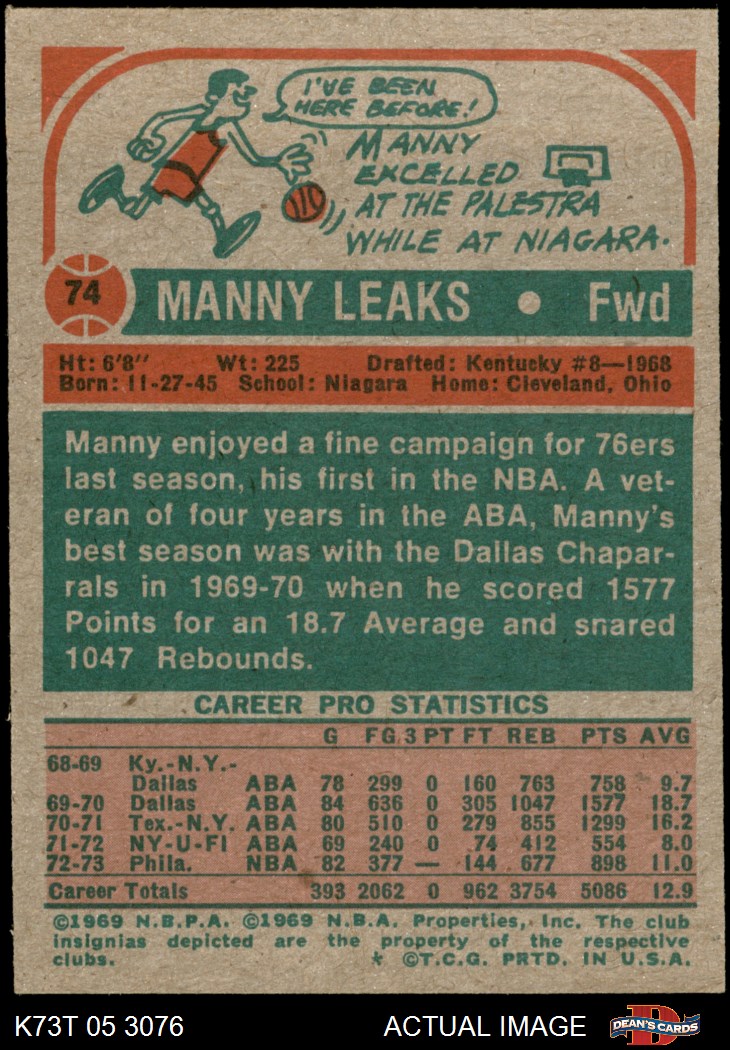 I'VE BEEN
HERE BEFORE!
MANNY
EXCELLED
AT THE PALESTRA
WHILE AT NIAGARA.
74 MANNY LEAKS • Fwd
Ht: 6'8" Wt: 225 Drafted: Kentucky #8—1968
Born: 11-27-45 School: Niagara Home: Cleveland, Ohio
Manny enjoyed a fine campaign for 76ers
last season, his first in the NBA. A vet-
eran of four years in the ABA, Manny's
best season was with the Dallas Chapar-
rals in 1969-70 when he scored 1577
Points for an 18.7 Average and snared
1047 Rebounds.
CAREER PRO STATISTICS
G FG 3 PT FT REB PTS AVG
68-69 Ky.-N.Y.-
Dallas ABA 78 299 0 160 763 758 9.7
69-70 Dallas ABA 84 636 0 305 1047 1577 18.7
70-71 Tex.-N.Y. ABA 80 510 0 279 855 1299 16.2
71-72 NY-U-Fl ABA 69 240 0 74 412 554 8.0
72-73 Phila. NBA 82 377 — 144 677 898 11.0
Career Totals 393 2062 0 962 3754 5086 12.9
©1969 N.B.P.A. ©1969 N.B.A. Properties, Inc. The club
insignias depicted are the property of the respective
clubs. * ©T.C.G. PRTD. IN U.S.A.
K73T 05 3076 ACTUAL IMAGE D DEAN'S CARDS